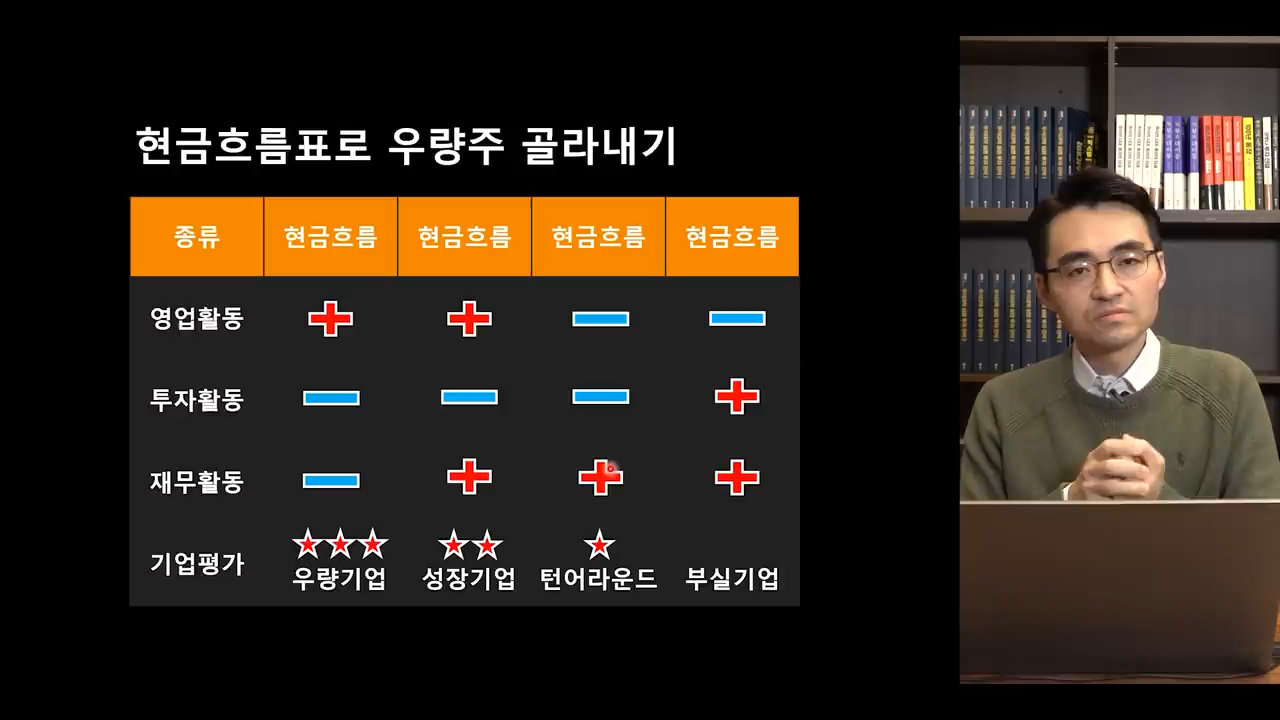 현금흐름표로 우량주 골라내기
종류 현금흐름 현금흐름 현금흐름 현금흐름
영업활동
투자활동
재무활동
기업평가 우량기업 성장기업 턴어라운드 부실기업